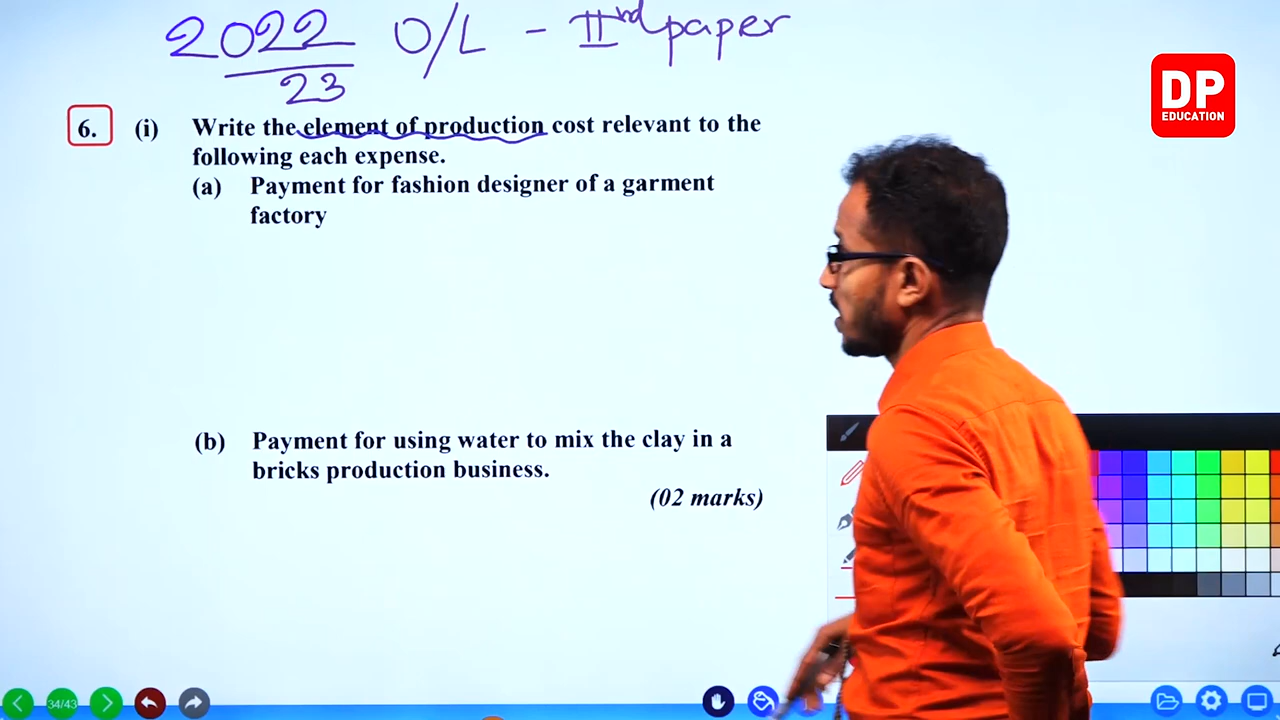 2022 O/L - IInd paper
23
DP
EDUCATION
6. (i) Write the element of production cost relevant to the
following each expense.
(a) Payment for fashion designer of a garment
factory
(b) Payment for using water to mix the clay in a
bricks production business.
(02 marks)
34/43